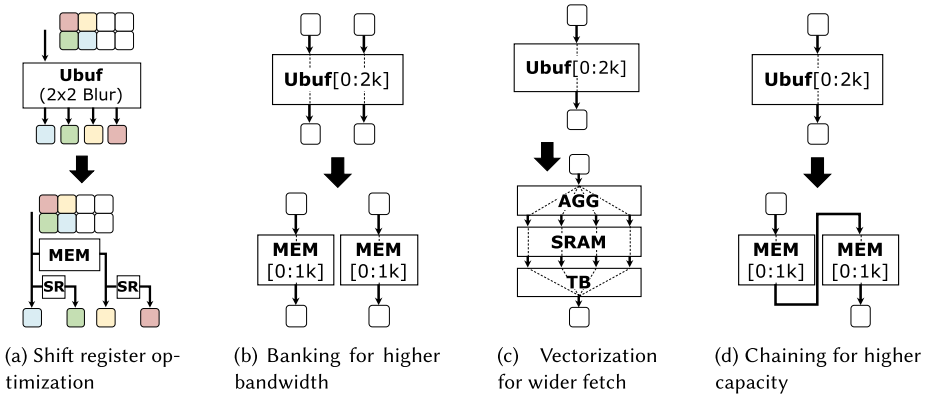 Ubuf
(2x2 Blur)
MEM
SR
SR
(a) Shift register op-
timization
Ubuf[0:2k]
MEM
[0:1k]
MEM
[0:1k]
(b) Banking for higher
bandwidth
Ubuf[0:2k]
AGG
SRAM
TB
(c) Vectorization
for wider fetch
Ubuf[0:2k]
MEM
[0:1k]
MEM
[0:1k]
(d) Chaining for higher
capacity